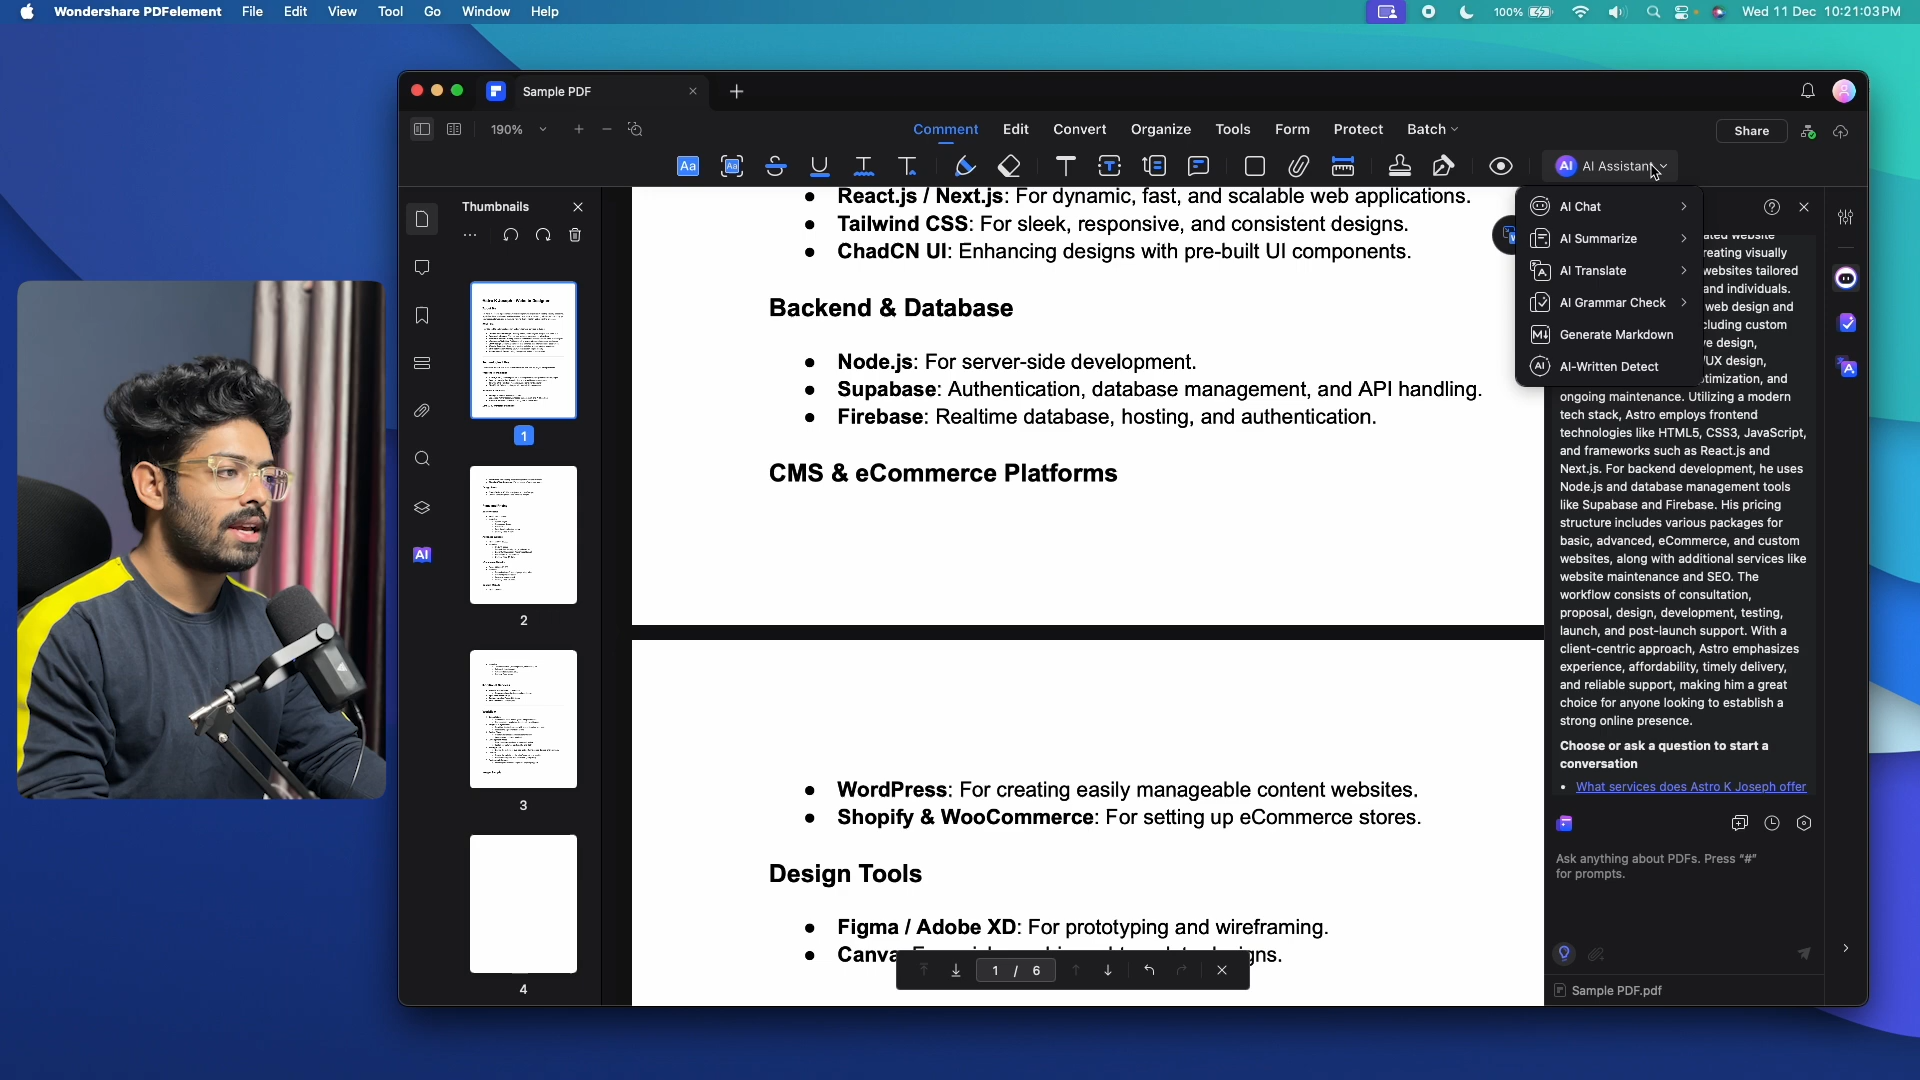 Wondershare PDFelement File Edit View Tool Go Window Help
100%
Wed 11 Dec 10:21:03PM
Sample PDF
190%
Comment Edit Convert Organize Tools Form Protect Batch
Share
AI AI Assistant
Thumbnails
1
2
3
4
AI
React.js / Next.js: For dynamic, fast, and scalable web applications.
Tailwind CSS: For sleek, responsive, and consistent designs.
ChadCN UI: Enhancing designs with pre-built UI components.
Backend & Database
Node.js: For server-side development.
Supabase: Authentication, database management, and API handling.
Firebase: Realtime database, hosting, and authentication.
CMS & eCommerce Platforms
WordPress: For creating easily manageable content websites.
Shopify & WooCommerce: For setting up eCommerce stores.
Design Tools
Figma / Adobe XD: For prototyping and wireframing.
Canva
1 / 6
AI Chat
AI Summarize
AI Translate
AI Grammar Check
Generate Markdown
AI-Written Detect
website
reating visually
websites tailored
and individuals.
web design and
cluding custom
ve design,
/UX design,
timization, and
ongoing maintenance. Utilizing a modern
tech stack, Astro employs frontend
technologies like HTML5, CSS3, JavaScript,
and frameworks such as React.js and
Next.js. For backend development, he uses
Node.js and database management tools
like Supabase and Firebase. His pricing
structure includes various packages for
basic, advanced, eCommerce, and custom
websites, along with additional services like
website maintenance and SEO. The
workflow consists of consultation,
proposal, design, development, testing,
launch, and post-launch support. With a
client-centric approach, Astro emphasizes
experience, affordability, timely delivery,
and reliable support, making him a great
choice for anyone looking to establish a
strong online presence.
Choose or ask a question to start a
conversation
What services does Astro K Joseph offer
Ask anything about PDFs. Press "#"
for prompts.
Sample PDF.pdf